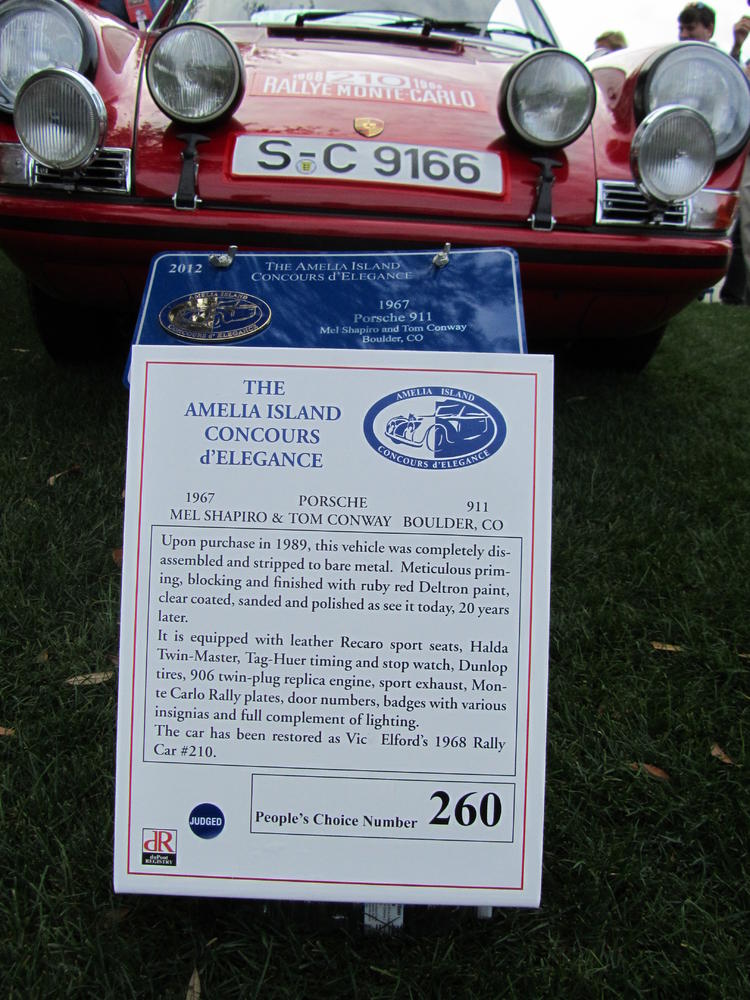 1968 210 1968
RALLYE MONTE-CARLO
S-C 9166
2012
THE AMELIA ISLAND
CONCOURS d'ELEGANCE
AMELIA ISLAND
CONCOURS d'ELEGANCE
1967
Porsche 911
Mel Shapiro and Tom Conway
Boulder, CO
THE
AMELIA ISLAND
CONCOURS
d'ELEGANCE
AMELIA ISLAND
CONCOURS d'ELEGANCE
1967 PORSCHE 911
MEL SHAPIRO & TOM CONWAY BOULDER, CO
Upon purchase in 1989, this vehicle was completely dis-
assembled and stripped to bare metal. Meticulous prim-
ing, blocking and finished with ruby red Deltron paint,
clear coated, sanded and polished as see it today, 20 years
later.
It is equipped with leather Recaro sport seats, Halda
Twin-Master, Tag-Huer timing and stop watch, Dunlop
tires, 906 twin-plug replica engine, sport exhaust, Mon-
te Carlo Rally plates, door numbers, badges with various
insignias and full complement of lighting.
The car has been restored as Vic Elford's 1968 Rally
Car #210.
JUDGED
People's Choice Number 260
dR
duPont
REGISTRY